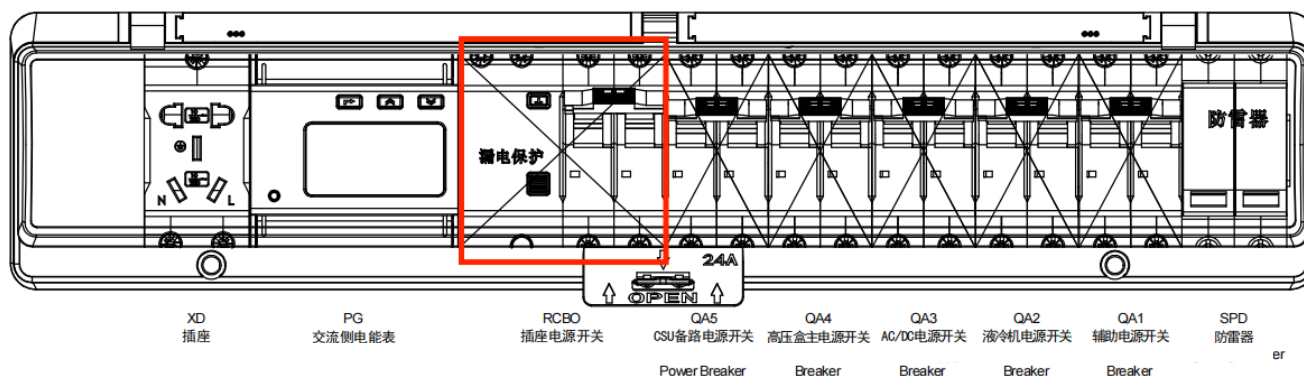 漏电保护
防雷器
N
L
24A
OPEN
XD
插座
PG
交流侧电能表
RCBO
插座电源开关
QA5
CSU备路电源开关
Power Breaker
QA4
高压盒主电源开关
Breaker
QA3
AC/DC电源开关
Breaker
QA2
液冷机电源开关
Breaker
QA1
辅助电源开关
Breaker
SPD
防雷器
er